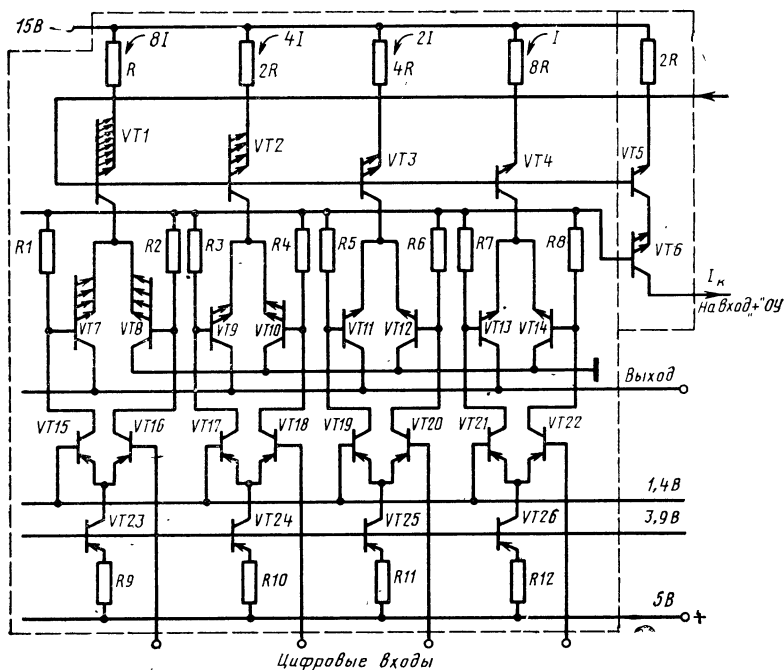 15В 8I 4I 2I I
R 2R 4R 8R 2R
VT1 VT2 VT3 VT4 VT5
R1 R2 R3 R4 R5 R6 R7 R8 VT6
Iк
На вход "+" ОУ
VT7 VT8 VT9 VT10 VT11 VT12 VT13 VT14
Выход
VT15 VT16 VT17 VT18 VT19 VT20 VT21 VT22
1,4В
VT23 VT24 VT25 VT26 3,9В
R9 R10 R11 R12
5В +
Цифровые входы